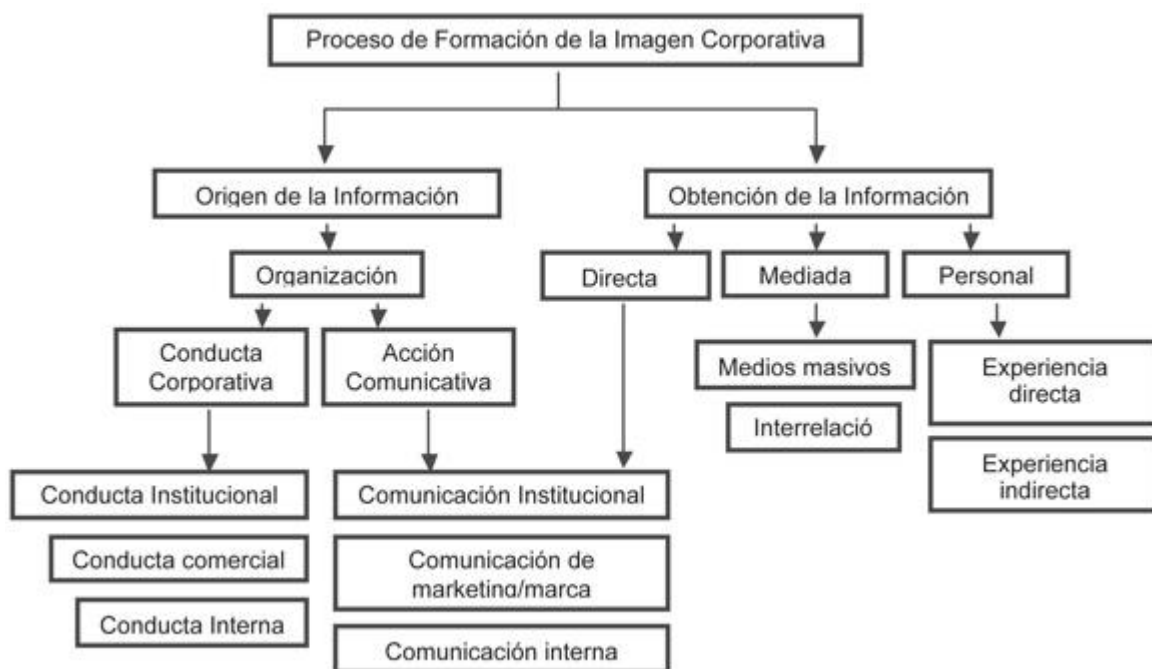 Proceso de Formación de la Imagen Corporativa
Origen de la Información
Obtención de la Información
Organización
Directa
Mediada
Personal
Conducta
Corporativa
Acción
Comunicativa
Medios masivos
Interrelació
Experiencia
directa
Experiencia
indirecta
Conducta Institucional
Conducta comercial
Conducta Interna
Comunicación Institucional
Comunicación de
marketing/marca
Comunicación interna